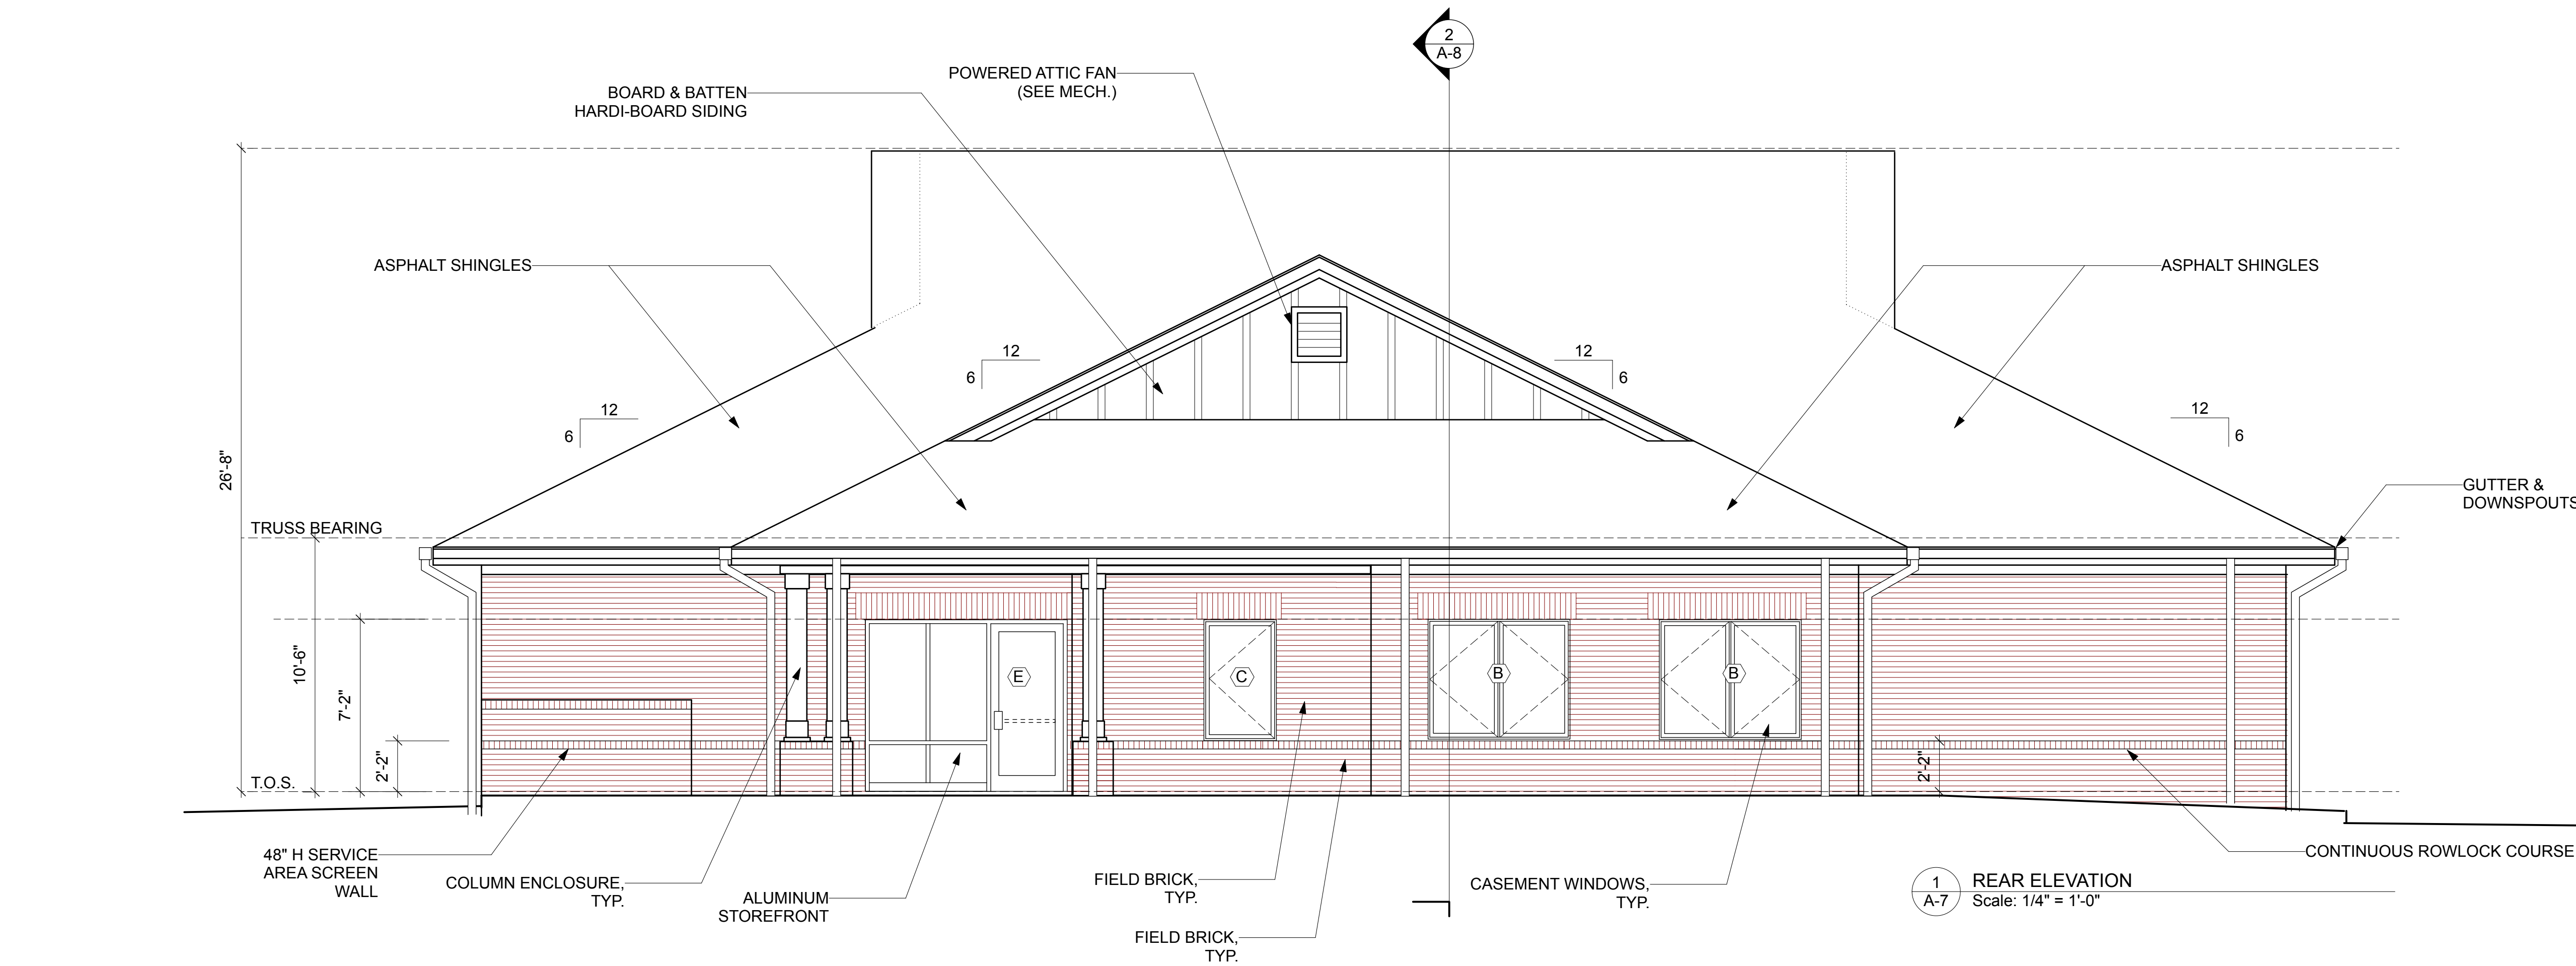 2
A-8
POWERED ATTIC FAN
(SEE MECH.)
BOARD & BATTEN
HARDI-BOARD SIDING
ASPHALT SHINGLES
ASPHALT SHINGLES
12
6
12
6
12
6
12
6
26'-8"
GUTTER &
DOWNSPOUTS
TRUSS BEARING
10'-6"
7'-2"
2'-2"
T.O.S.
E
C
B
B
2'-2"
48" H SERVICE
AREA SCREEN
WALL
COLUMN ENCLOSURE,
TYP.
ALUMINUM
STOREFRONT
FIELD BRICK,
TYP.
FIELD BRICK,
TYP.
CASEMENT WINDOWS,
TYP.
CONTINUOUS ROWLOCK COURSE
1
A-7
REAR ELEVATION
Scale: 1/4" = 1'-0"